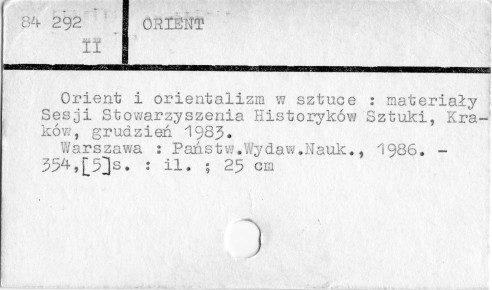 84 292 ORIENT
II
Orient i orientalizm w sztuce : materiały
Sesji Stowarzyszenia Historyków Sztuki, Kra-
ków, grudzień 1983.
Warszawa : Państw.Wydaw.Nauk., 1986. -
354,[5]s. : il. ; 25 cm